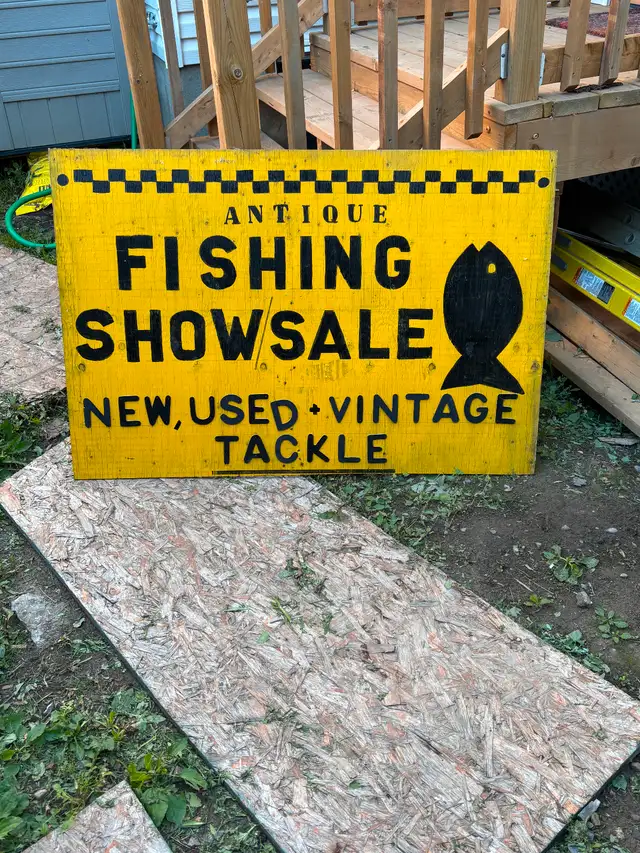 ANTIQUE
FISHING
SHOW/SALE
NEW, USED + VINTAGE
TACKLE